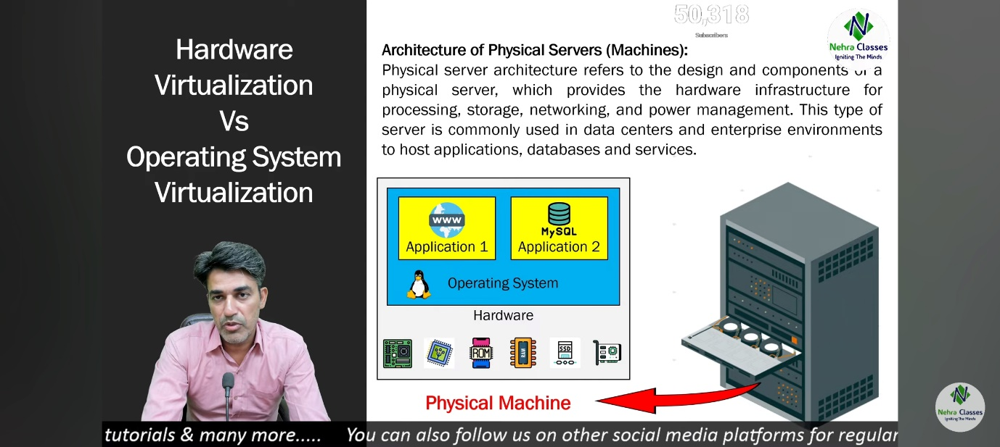 Hardware
Virtualization
Vs
Operating System
Virtualization
50,318
Subscribers
Nehra Classes
Igniting The Minds
Architecture of Physical Servers (Machines):
Physical server architecture refers to the design and components of a
physical server, which provides the hardware infrastructure for
processing, storage, networking, and power management. This type of
server is commonly used in data centers and enterprise environments
to host applications, databases and services.
www
Application 1
MySQL
Application 2
Operating System
Hardware
ROM
RAM
SSD
Physical Machine
Nehra Classes
Igniting The Minds
tutorials & many more..... You can also follow us on other social media platforms for regular